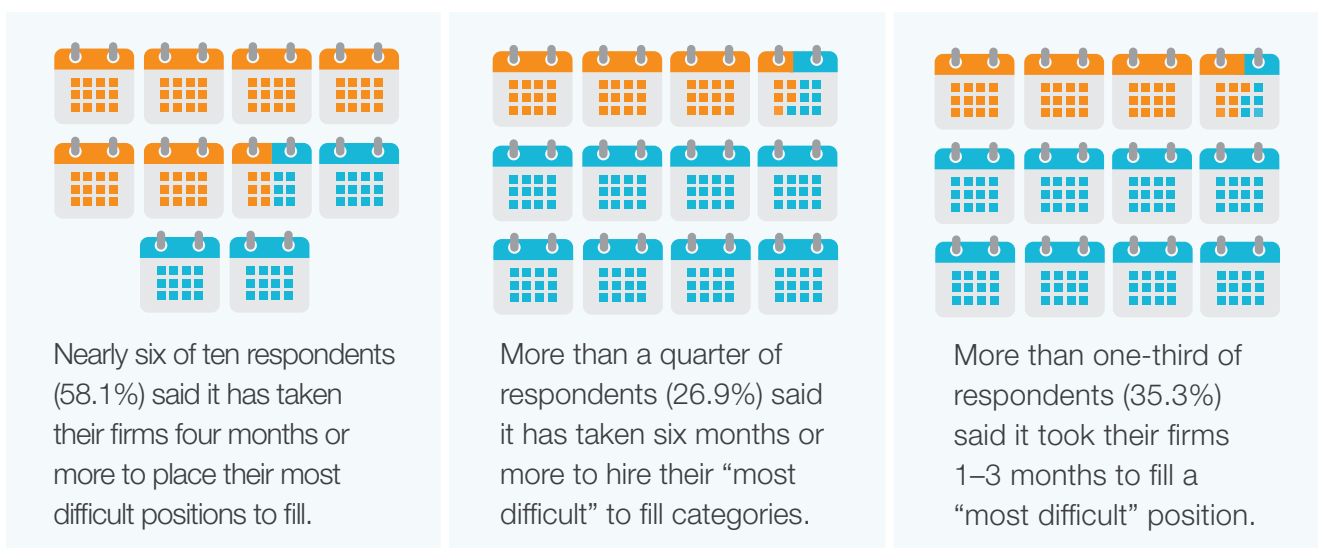 Nearly six of ten respondents
(58.1%) said it has taken
their firms four months or
more to place their most
difficult positions to fill.
More than a quarter of
respondents (26.9%) said
it has taken six months or
more to hire their “most
difficult” to fill categories.
More than one-third of
respondents (35.3%)
said it took their firms
1–3 months to fill a
“most difficult” position.